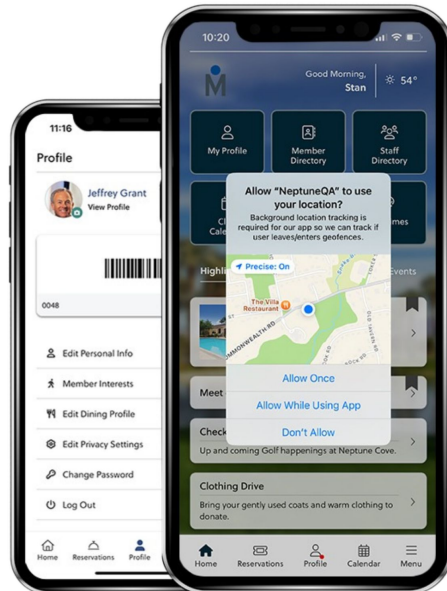 11:16
Profile
Jeffrey Grant
View Profile
0048
Edit Personal Info
Member Interests
Edit Dining Profile
Edit Privacy Settings
Change Password
Log Out
Home Reservations Profile
10:20
M
Good Morning,
Stan
54°
My Profile
Member
Directory
Staff
Directory
Allow “NeptuneQA” to use
your location?
Background location tracking is
required for our app so we can track if
user leaves/enters geofences.
Precise: On
The Villa
Restaurant
OMMONWEALTH RD
OLD TAVERN RD
Allow Once
Allow While Using App
Don’t Allow
Events
Meet
Check
Up and coming Golf happenings at Neptune Cove.
Clothing Drive
Bring your gently used coats and warm clothing to
donate.
Home Reservations Profile Calendar Menu